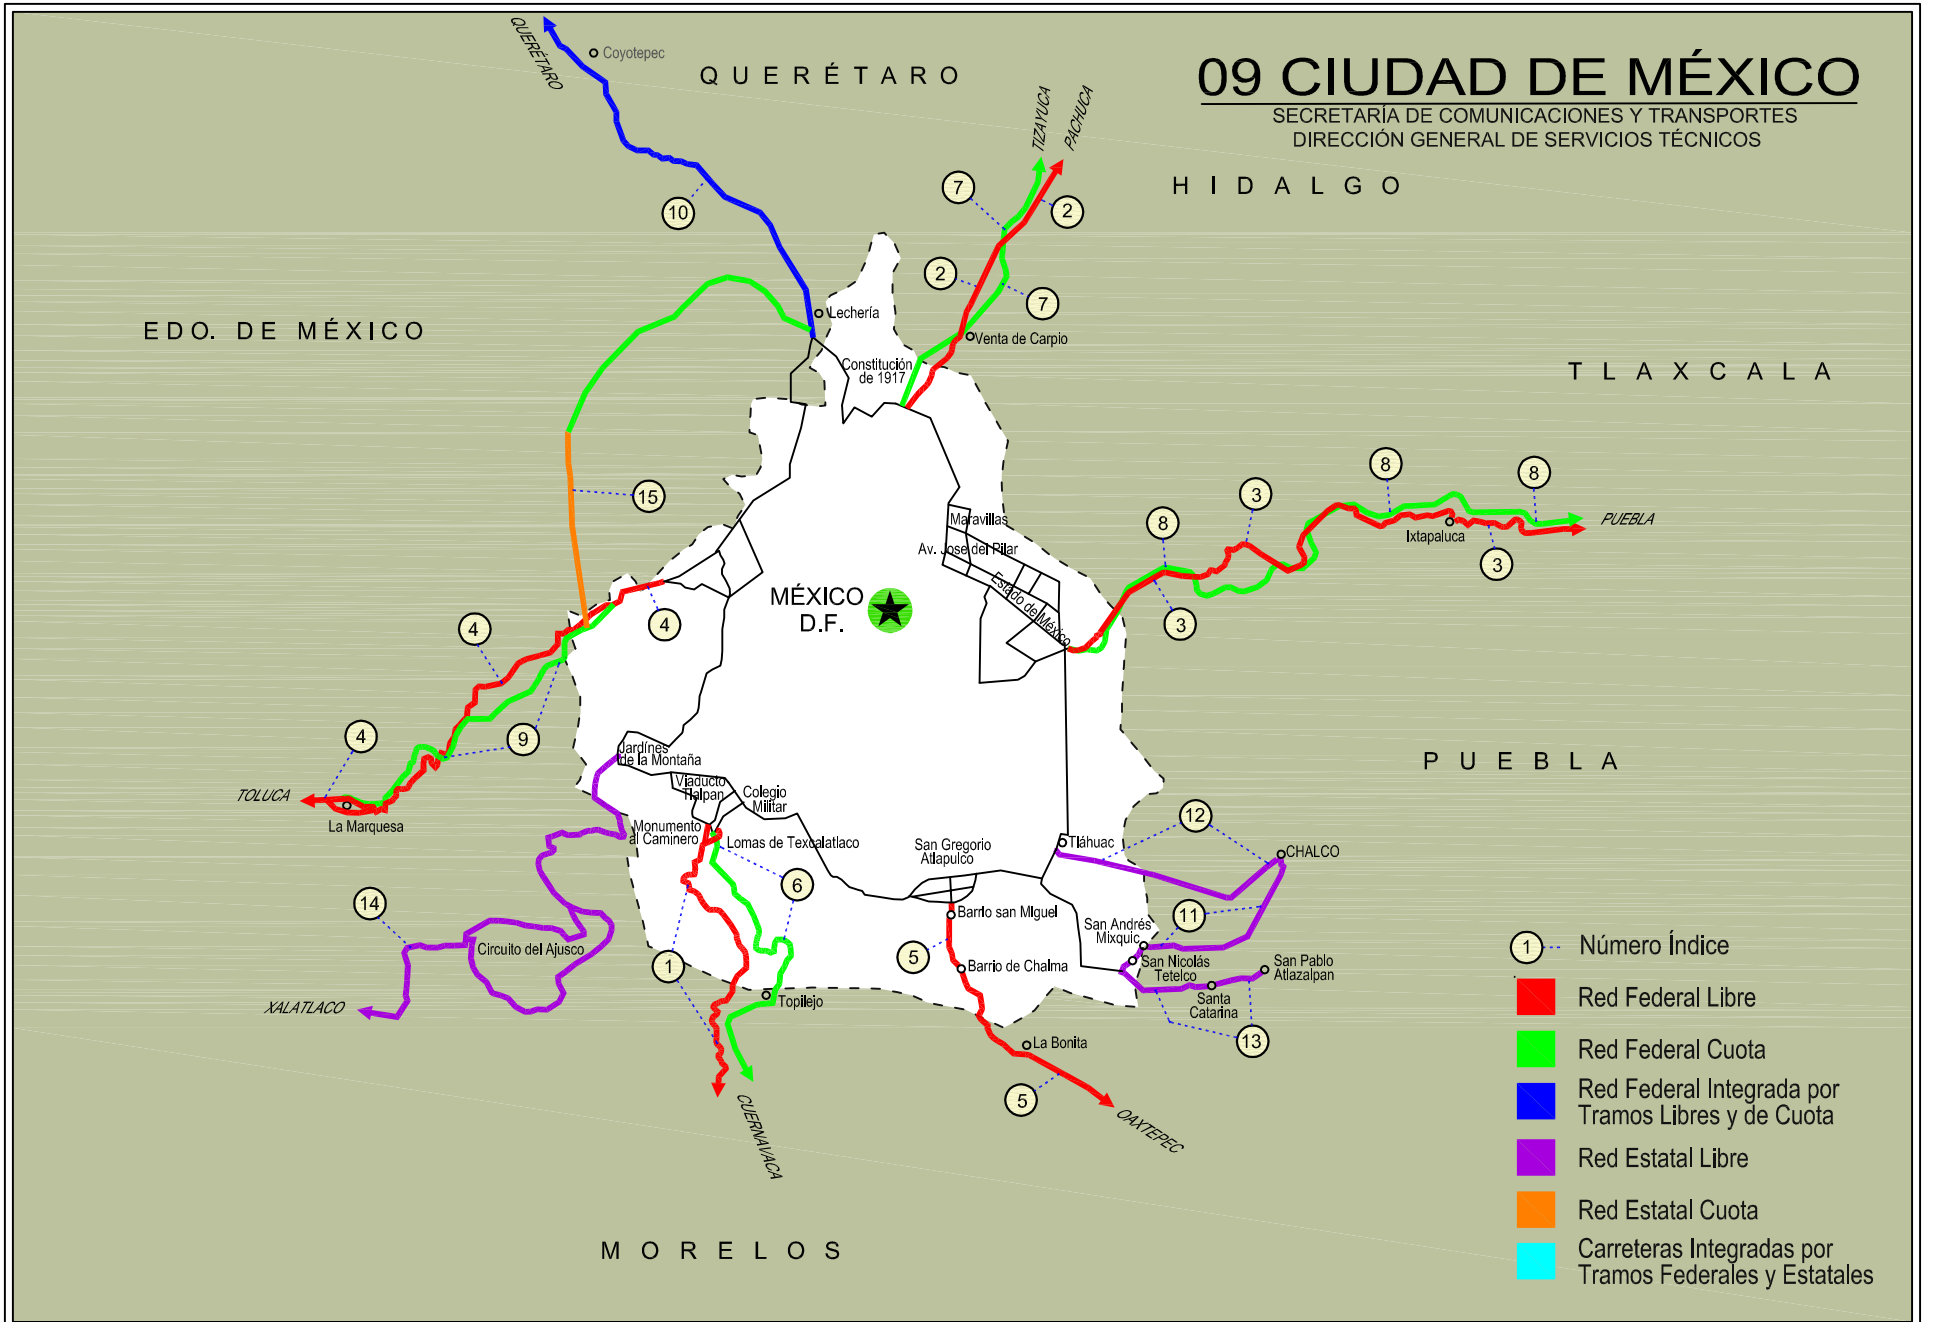 09 CIUDAD DE MÉXICO
SECRETARÍA DE COMUNICACIONES Y TRANSPORTES
DIRECCIÓN GENERAL DE SERVICIOS TÉCNICOS
QUERÉTARO
Coyotepec
QUERÉTARO
TIZAYUCA
PACHUCA
HIDALGO
7
2
10
2
7
Lechería
EDO. DE MÉXICO
Venta de Carpio
Constitución
de 1917
TLAXCALA
8
8
3
15
8
PUEBLA
Maravillas
Ixtapaluca
Av. Jose del Pilar
3
Estado de México
MÉXICO
D.F.
4
4
3
9
4
Jardínes
de la Montaña
PUEBLA
Viaducto
Tlalpan
Colegio
Militar
TOLUCA
La Marquesa
12
Monumento
al Caminero
Lomas de Texcalatlaco
San Gregorio
Atlapulco
Tláhuac
CHALCO
6
14
Barrio san Miguel
11
San Andrés
Mixquic
Circuito del Ajusco
5
1
Barrio de Chalma
San Nicolás
Tetelco
San Pablo
Atlazalpan
Santa
Catarina
Topilejo
XALATLACO
La Bonita
13
5
CUERNAVACA
OAXTEPEC
MORELOS
1 Número Índice
Red Federal Libre
Red Federal Cuota
Red Federal Integrada por
Tramos Libres y de Cuota
Red Estatal Libre
Red Estatal Cuota
Carreteras Integradas por
Tramos Federales y Estatales